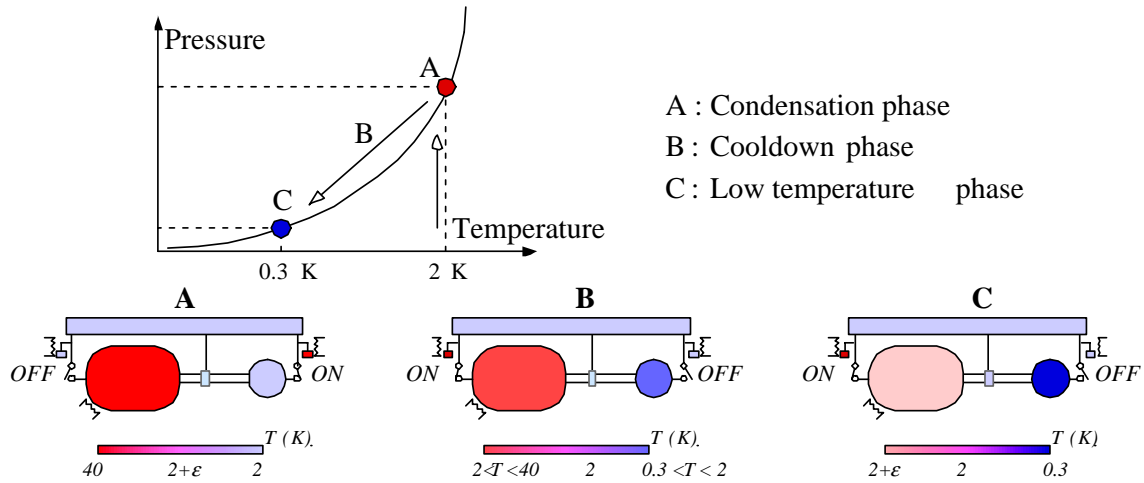 Pressure
A
B
C
Temperature
0.3 K
2 K
A : Condensation phase
B : Cooldown phase
C : Low temperature phase
A
OFF
ON
T (K).
40
2+ε
2
B
ON
OFF
T (K).
2<T<40
2
0.3 <T< 2
C
ON
OFF
T (K).
2+ε
2
0.3